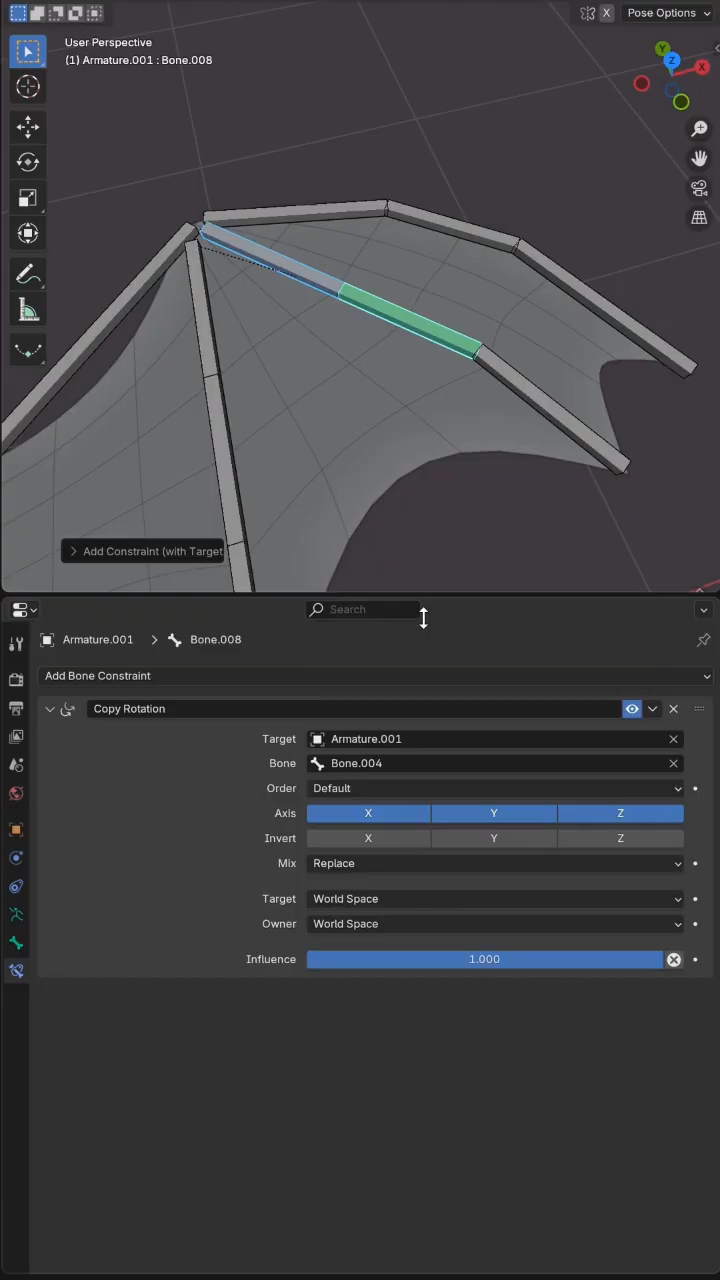 X Pose Options
User Perspective
(1) Armature.001 : Bone.008
Y
Z
X
Add Constraint (with Target
Search
Armature.001 > Bone.008
Add Bone Constraint
Copy Rotation
Target Armature.001
Bone Bone.004
Order Default
Axis X Y Z
Invert X Y Z
Mix Replace
Target World Space
Owner World Space
Influence 1.000